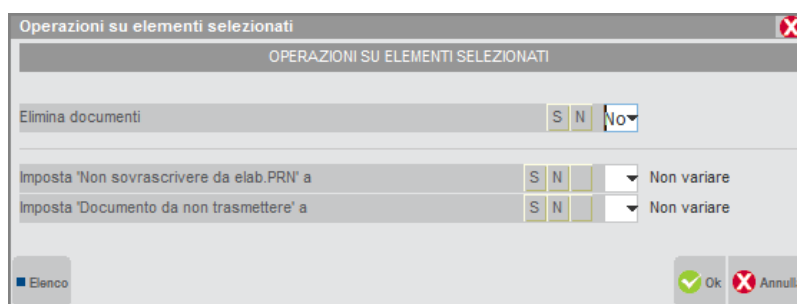 Operazioni su elementi selezionati
OPERAZIONI SU ELEMENTI SELEZIONATI
Elimina documenti S N No
Imposta 'Non sovrascrivere da elab.PRN' a S N Non variare
Imposta 'Documento da non trasmettere' a S N Non variare
Elenco Ok Annull